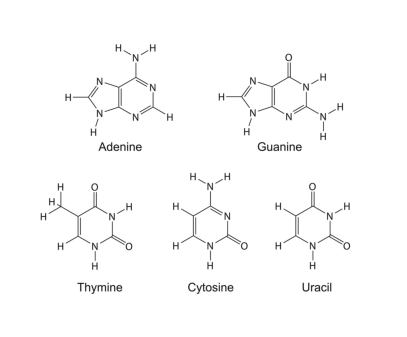 H H
N
N N
H
N H
H
N
Adenine
O
N N H
H
N H
N
H N
H
Guanine
H
H O
H N H
H N O
H
Thymine
H H
N
H N
H N O
H
Cytosine
O
H N H
H N O
H
Uracil